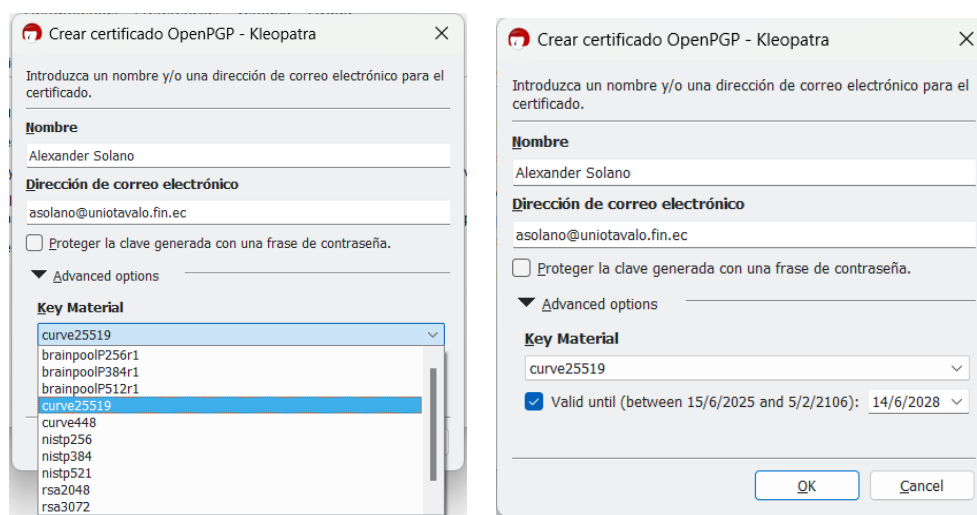 Crear certificado OpenPGP - Kleopatra
Introduzca un nombre y/o una dirección de correo electrónico para el
certificado.
Nombre
Alexander Solano
Dirección de correo electrónico
asolano@uniotavalo.fin.ec
Proteger la clave generada con una frase de contraseña.
Advanced options
Key Material
curve25519
brainpoolP256r1
brainpoolP384r1
brainpoolP512r1
curve25519
curve448
nistp256
nistp384
nistp521
rsa2048
rsa3072
Crear certificado OpenPGP - Kleopatra
Introduzca un nombre y/o una dirección de correo electrónico para el
certificado.
Nombre
Alexander Solano
Dirección de correo electrónico
asolano@uniotavalo.fin.ec
Proteger la clave generada con una frase de contraseña.
Advanced options
Key Material
curve25519
Valid until (between 15/6/2025 and 5/2/2106): 14/6/2028
OK Cancel